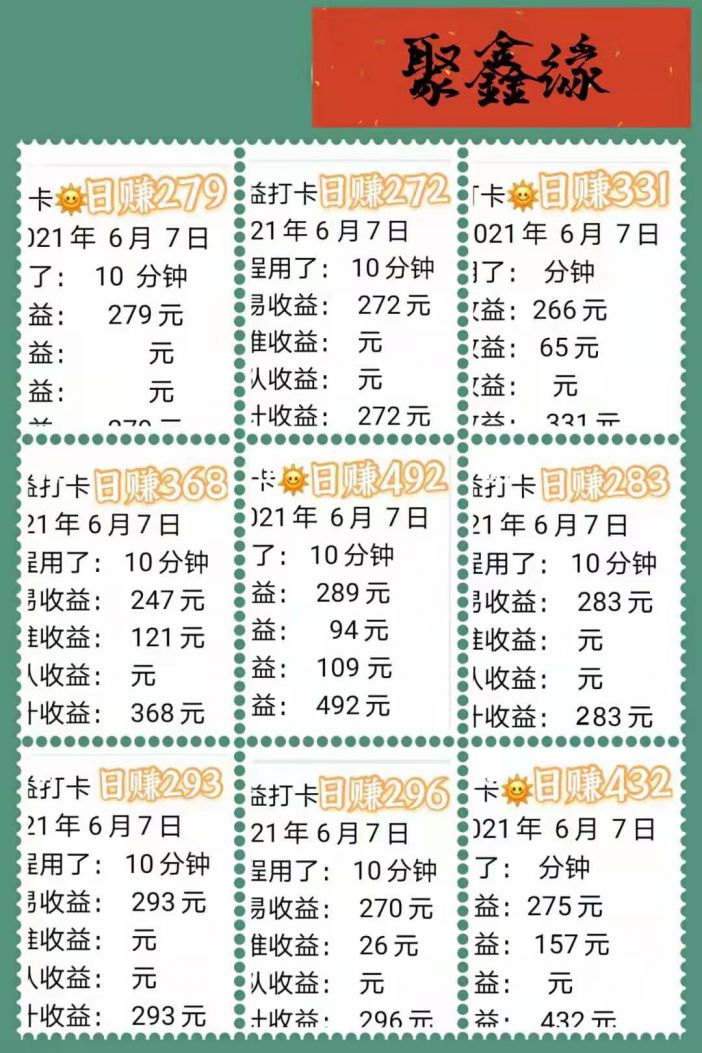 聚鑫缘
卡🌞日赚279
021年 6月 7日
了： 10 分钟
益： 279元
益： 元
益： 元
益打卡日赚272
21年6月7日
程用了： 10分钟
易收益： 272元
推收益： 元
队收益： 元
计收益： 272元
打卡🌞日赚331
021年 6月 7日
用了： 分钟
收益：266元
收益： 65元
收益： 元
收益： 331元
益打卡日赚368
21年6月7日
程用了： 10分钟
易收益： 247元
推收益： 121元
队收益： 元
计收益： 368元
卡🌞日赚492
021年 6月 7日
了： 10分钟
益： 289元
益： 94元
益： 109元
益： 492元
益打卡日赚283
21年6月7日
程用了： 10分钟
易收益： 283元
推收益： 元
队收益： 元
计收益： 283元
益打卡 日赚293
21年6月7日
程用了： 10分钟
易收益： 293元
推收益： 元
队收益： 元
计收益： 293元
益打卡日赚296
21年6月7日
程用了： 10分钟
易收益： 270元
推收益： 26元
队收益： 元
计收益： 296元
卡🌞日赚432
021年 6月 7日
了： 分钟
益：275元
益： 157元
益： 元
益： 432元